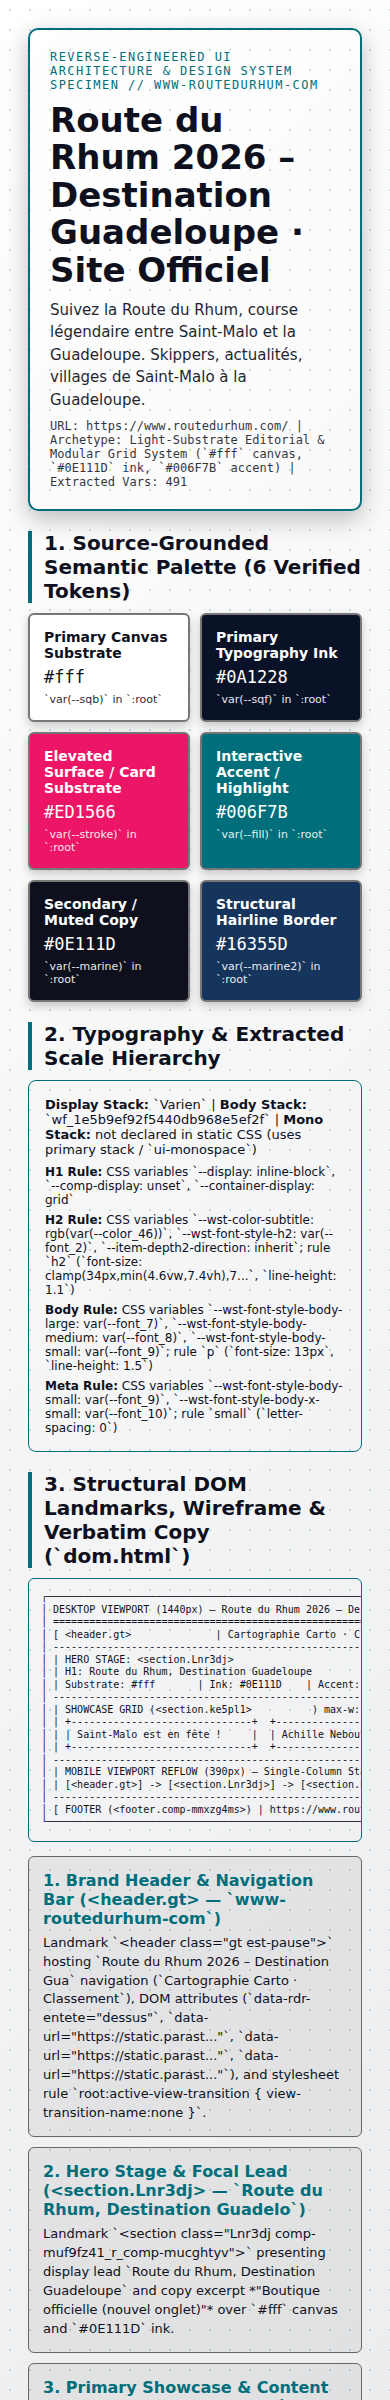 REVERSE-ENGINEERED UI
ARCHITECTURE & DESIGN SYSTEM
SPECIMEN // WWW-ROUTEDURHUM-COM
Route du
Rhum 2026 –
Destination
Guadeloupe ·
Site Officiel
Suivez la Route du Rhum, course
légendaire entre Saint-Malo et la
Guadeloupe. Skippers, actualités,
villages de Saint-Malo à la
Guadeloupe.
URL: https://www.routedurhum.com/ |
Archetype: Light-Substrate Editorial &
Modular Grid System (`#fff` canvas,
`#0E111D` ink, `#006F7B` accent) |
Extracted Vars: 491
1. Source-Grounded
Semantic Palette (6 Verified
Tokens)
Primary Canvas
Substrate
#fff
`var(--sqb)` in `:root`
Primary
Typography Ink
#0A1228
`var(--sqf)` in `:root`
Elevated
Surface / Card
Substrate
#ED1566
`var(--stroke)` in
`:root`
Interactive
Accent /
Highlight
#006F7B
`var(--fill)` in `:root`
Secondary /
Muted Copy
#0E111D
`var(--marine)` in
`:root`
Structural
Hairline Border
#16355D
`var(--marine2)` in
`:root`
2. Typography & Extracted
Scale Hierarchy
Display Stack: `Varien` | Body Stack:
`wf_1e5b9ef92f5440db968e5ef2f` | Mono
Stack: not declared in static CSS (uses
primary stack / `ui-monospace`)
H1 Rule: CSS variables `--display: inline-block`,
`--comp-display: unset`, `--container-display:
grid`
H2 Rule: CSS variables `--wst-color-subtitle:
rgb(var(--color_46))`, `--wst-font-style-h2: var(--
font_2)`, `--item-depth2-direction: inherit`; rule
`h2` (`font-size:
clamp(34px,min(4.6vw,7.4vh),7...`, `line-height:
1.1`)
Body Rule: CSS variables `--wst-font-style-body-
large: var(--font_7)`, `--wst-font-style-body-
medium: var(--font_8)`, `--wst-font-style-body-
small: var(--font_9)`; rule `p` (`font-size: 13px`,
`line-height: 1.5`)
Meta Rule: CSS variables `--wst-font-style-body-
small: var(--font_9)`, `--wst-font-style-body-x-
small: var(--font_10)`; rule `small` (`letter-
spacing: 0`)
3. Structural DOM
Landmarks, Wireframe &
Verbatim Copy
(`dom.html`)
DESKTOP VIEWPORT (1440px) — Route du Rhum 2026 — De
[ <header.gt> | Cartographie Carto · C
| HERO STAGE: <section.Lnr3dj>
| H1: Route du Rhum, Destination Guadeloupe
| Substrate: #fff | Ink: #0E111D | Accent:
| SHOWCASE GRID (<section.ke5pl1> ) max-w:
| | Saint-Malo est en fête ! | | Achille Nebou
| MOBILE VIEWPORT REFLOW (390px) — Single-Column St
| [<header.gt>] -> [<section.Lnr3dj>] -> [<section.
[ FOOTER (<footer.comp-mmxzg4ms>) | https://www.rou
1. Brand Header & Navigation
Bar (<header.gt> — `www-
routedurhum-com`)
Landmark `<header class="gt est-pause">`
hosting `Route du Rhum 2026 – Destination
Gua` navigation (`Cartographie Carto ·
Classement`), DOM attributes (`data-rdr-
entete="dessus"`, `data-
url="https://static.parast..."`, `data-
url="https://static.parast..."`, `data-
url="https://static.parast..."`), and stylesheet
rule `root:active-view-transition { view-
transition-name:none }`.
2. Hero Stage & Focal Lead
(<section.Lnr3dj> — `Route du
Rhum, Destination Guadelo`)
Landmark `<section class="Lnr3dj comp-
muf9fz41_r_comp-mucghtyv">` presenting
display lead `Route du Rhum, Destination
Guadeloupe` and copy excerpt *"Boutique
officielle (nouvel onglet)"* over `#fff` canvas
and `#0E111D` ink.
3. Primary Showcase & Content